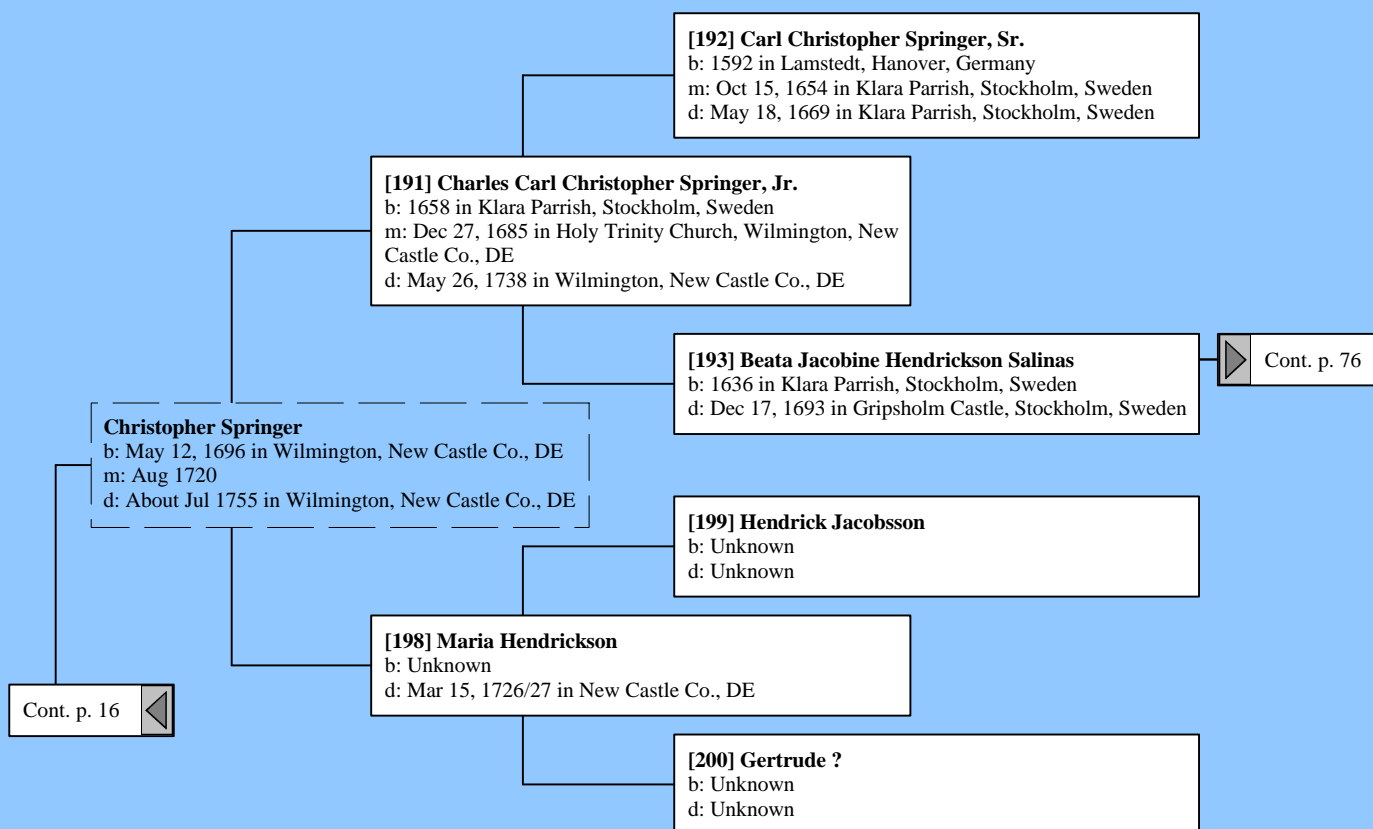 [192] Carl Christopher Springer, Sr.
b: 1592 in Lamstedt, Hanover, Germany
m: Oct 15, 1654 in Klara Parrish, Stockholm, Sweden
d: May 18, 1669 in Klara Parrish, Stockholm, Sweden
[191] Charles Carl Christopher Springer, Jr.
b: 1658 in Klara Parrish, Stockholm, Sweden
m: Dec 27, 1685 in Holy Trinity Church, Wilmington, New
Castle Co., DE
d: May 26, 1738 in Wilmington, New Castle Co., DE
[193] Beata Jacobine Hendrickson Salinas
b: 1636 in Klara Parrish, Stockholm, Sweden
d: Dec 17, 1693 in Gripsholm Castle, Stockholm, Sweden
Cont. p. 76
Christopher Springer
b: May 12, 1696 in Wilmington, New Castle Co., DE
m: Aug 1720
d: About Jul 1755 in Wilmington, New Castle Co., DE
[199] Hendrick Jacobsson
b: Unknown
d: Unknown
[198] Maria Hendrickson
b: Unknown
d: Mar 15, 1726/27 in New Castle Co., DE
Cont. p. 16
[200] Gertrude ?
b: Unknown
d: Unknown